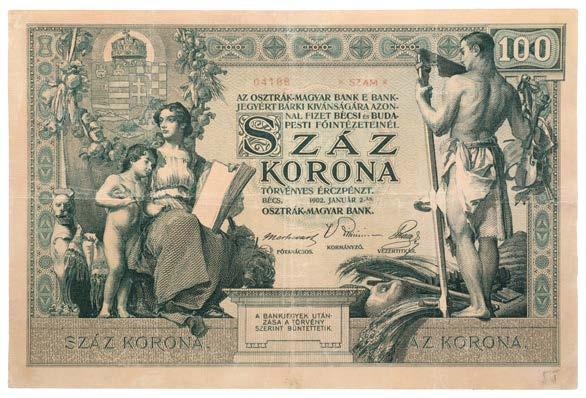 100
04188 SZÁM
AZ OSZTRÁK-MAGYAR BANK E BANK-
JEGYÉRT BÁRKI KIVÁNSÁGÁRA AZON-
NAL FIZET BÉCSI ÉS BUDA-
PESTI FŐINTÉZETEINÉL
SZÁZ
KORONA
TÖRVÉNYES ÉRCZPÉNZT.
BÉCS, 1902. JANUÁR 2-ÁN
OSZTRÁK-MAGYAR BANK.
FŐTANÁCSOS. KORMÁNYZÓ. VEZÉRTITKÁR.
A BANKJEGYEK UTÁN-
ZÁSA A TÖRVÉNY
SZERINT BÜNTETTETIK.
SZÁZ KORONA. ÁZ KORONA.